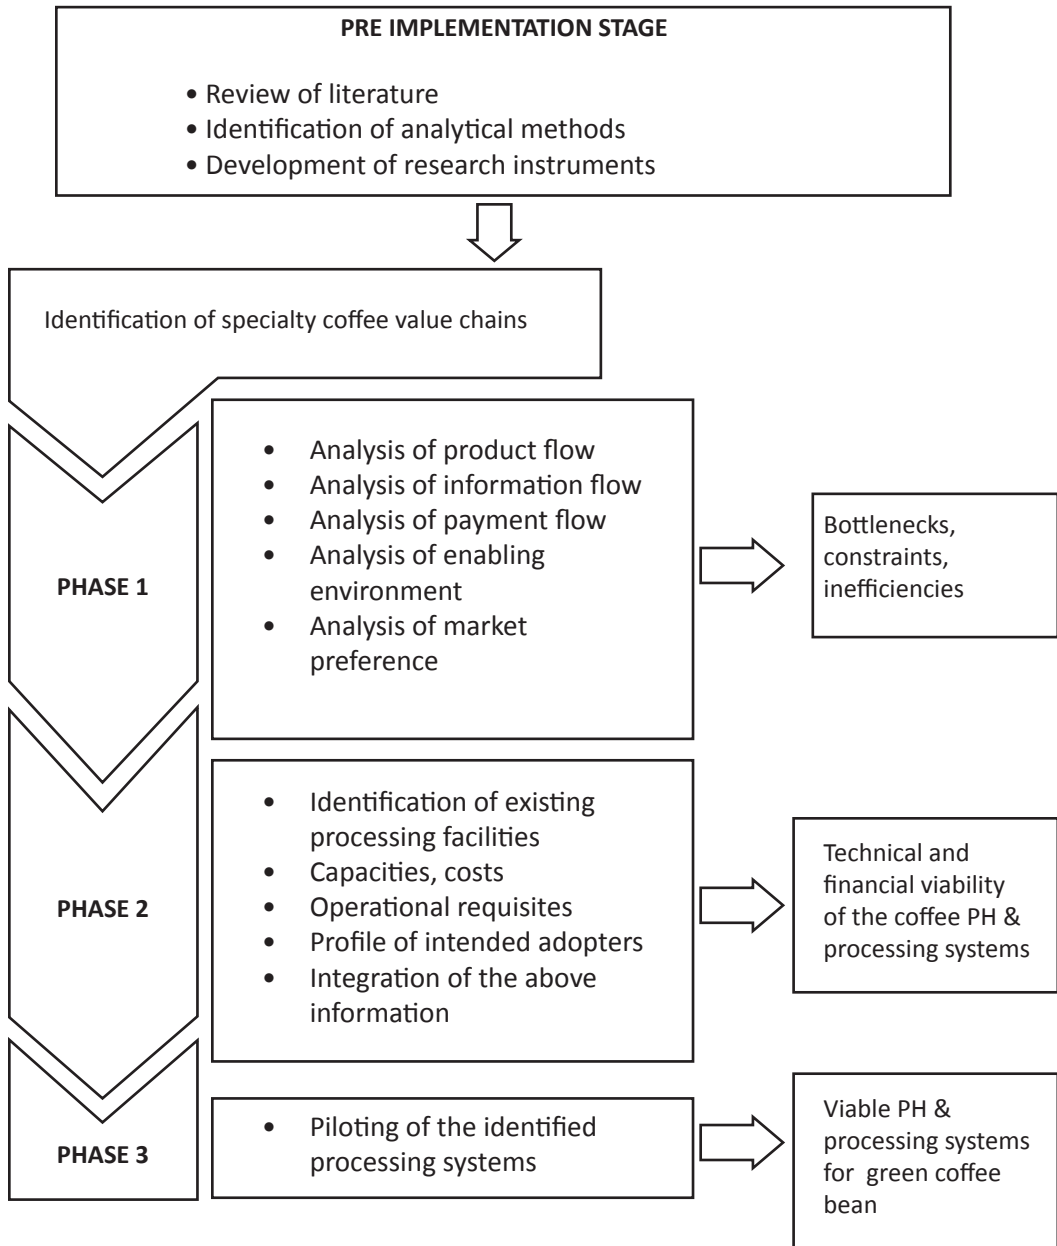 PRE IMPLEMENTATION STAGE
• Review of literature
• Identification of analytical methods
• Development of research instruments
Identification of specialty coffee value chains
PHASE 1
• Analysis of product flow
• Analysis of information flow
• Analysis of payment flow
• Analysis of enabling
environment
• Analysis of market
preference
Bottlenecks,
constraints,
inefficiencies
PHASE 2
• Identification of existing
processing facilities
• Capacities, costs
• Operational requisites
• Profile of intended adopters
• Integration of the above
information
Technical and
financial viability
of the coffee PH &
processing systems
PHASE 3
• Piloting of the identified
processing systems
Viable PH &
processing systems
for green coffee
bean